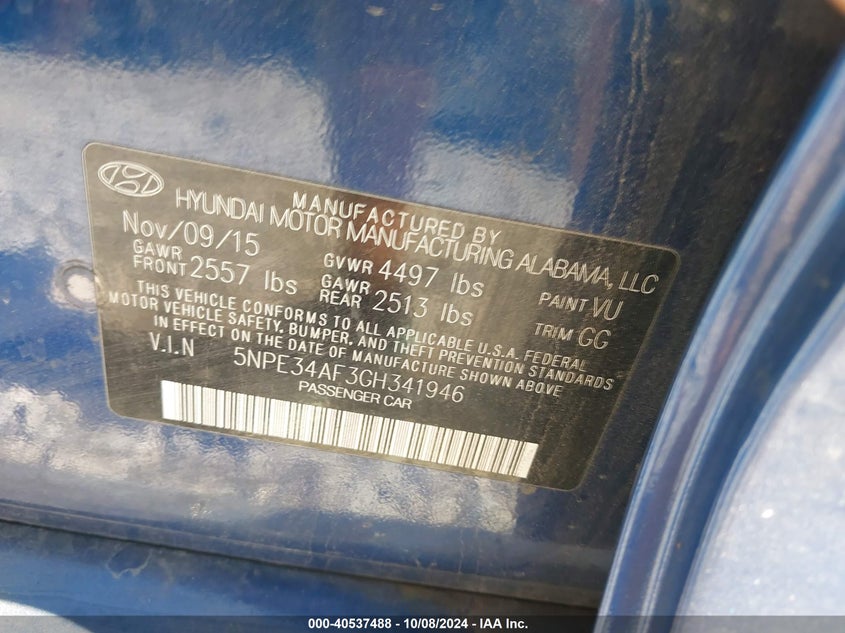 MANUFACTURED BY
HYUNDAI MOTOR MANUFACTURING ALABAMA, LLC
Nov/09/15 GVWR 4497 lbs PAINT VU
GAWR FRONT 2557 lbs GAWR REAR 2513 lbs TRIM GG
THIS VEHICLE CONFORMS TO ALL APPLICABLE U.S.A. FEDERAL
MOTOR VEHICLE SAFETY, BUMPER, AND THEFT PREVENTION STANDARDS
IN EFFECT ON THE DATE OF MANUFACTURE SHOWN ABOVE
V.I.N 5NPE34AF3GH341946
PASSENGER CAR
000-40537488 - 10/08/2024 - IAA Inc.